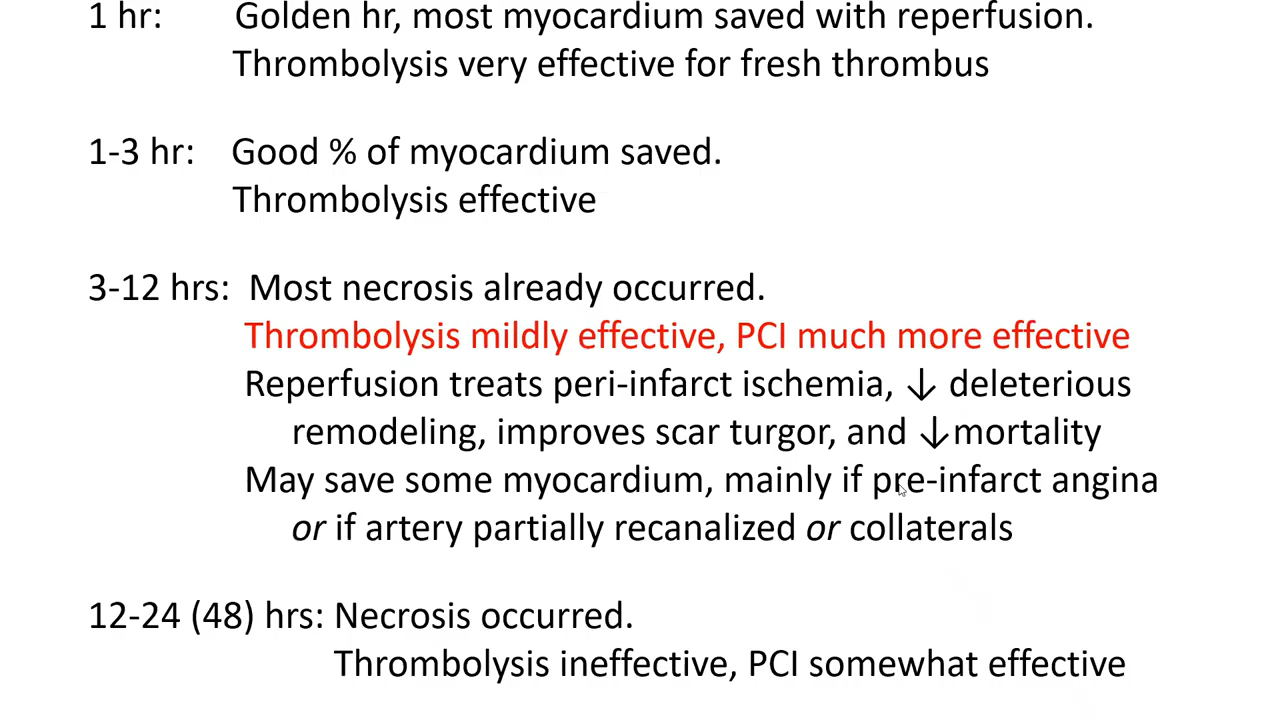 1 hr: Golden hr, most myocardium saved with reperfusion.
Thrombolysis very effective for fresh thrombus
1-3 hr: Good % of myocardium saved.
Thrombolysis effective
3-12 hrs: Most necrosis already occurred.
Thrombolysis mildly effective, PCI much more effective
Reperfusion treats peri-infarct ischemia, ↓ deleterious
remodeling, improves scar turgor, and ↓mortality
May save some myocardium, mainly if pre-infarct angina
or if artery partially recanalized or collaterals
12-24 (48) hrs: Necrosis occurred.
Thrombolysis ineffective, PCI somewhat effective